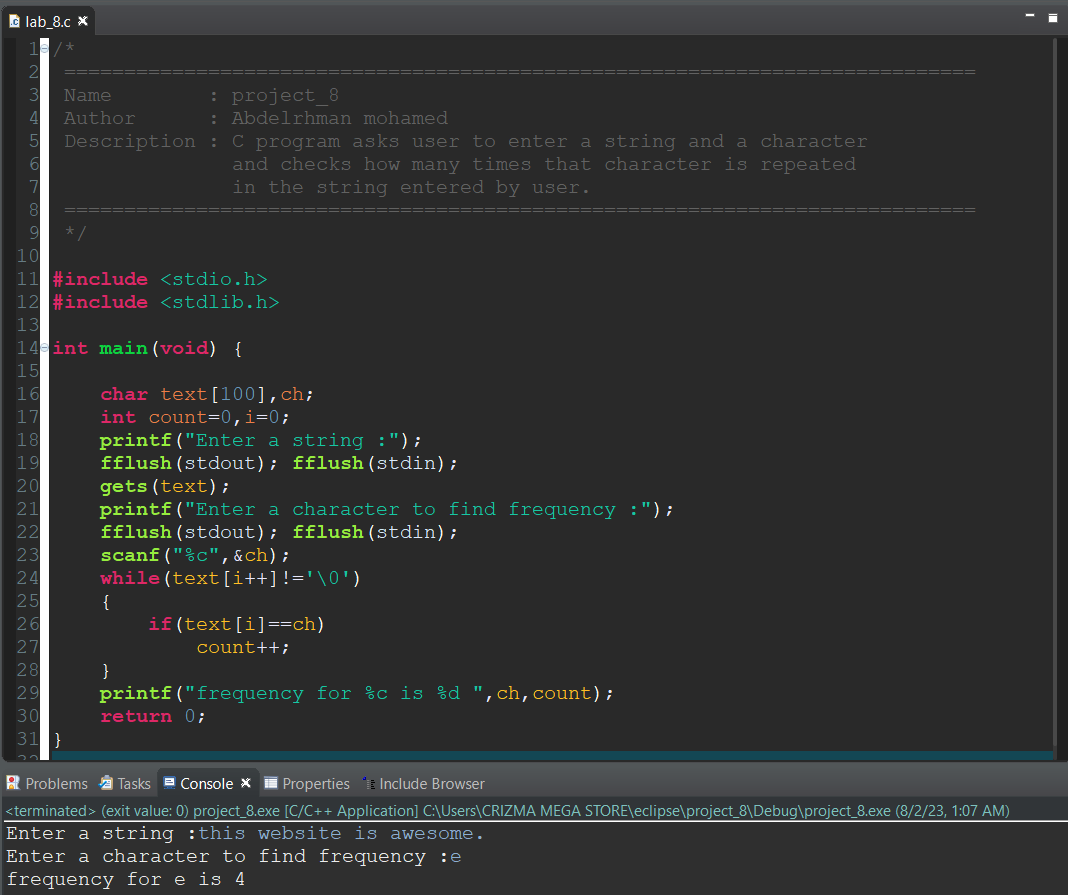 lab_8.c
1 /*
2 ============================================================================
3 Name        : project_8
4 Author      : Abdelrhman mohamed
5 Description : C program asks user to enter a string and a character
6               and checks how many times that character is repeated
7               in the string entered by user.
8 ============================================================================
9 */
10
11 #include <stdio.h>
12 #include <stdlib.h>
13
14 int main(void) {
15
16     char text[100],ch;
17     int count=0,i=0;
18     printf("Enter a string :");
19     fflush(stdout); fflush(stdin);
20     gets(text);
21     printf("Enter a character to find frequency :");
22     fflush(stdout); fflush(stdin);
23     scanf("%c",&ch);
24     while(text[i++]!='\0')
25     {
26         if(text[i]==ch)
27             count++;
28     }
29     printf("frequency for %c is %d ",ch,count);
30     return 0;
31 }
32
Problems Tasks Console Properties Include Browser
<terminated> (exit value: 0) project_8.exe [C/C++ Application] C:\Users\CRIZMA MEGA STORE\eclipse\project_8\Debug\project_8.exe (8/2/23, 1:07 AM)
Enter a string :this website is awesome.
Enter a character to find frequency :e
frequency for e is 4